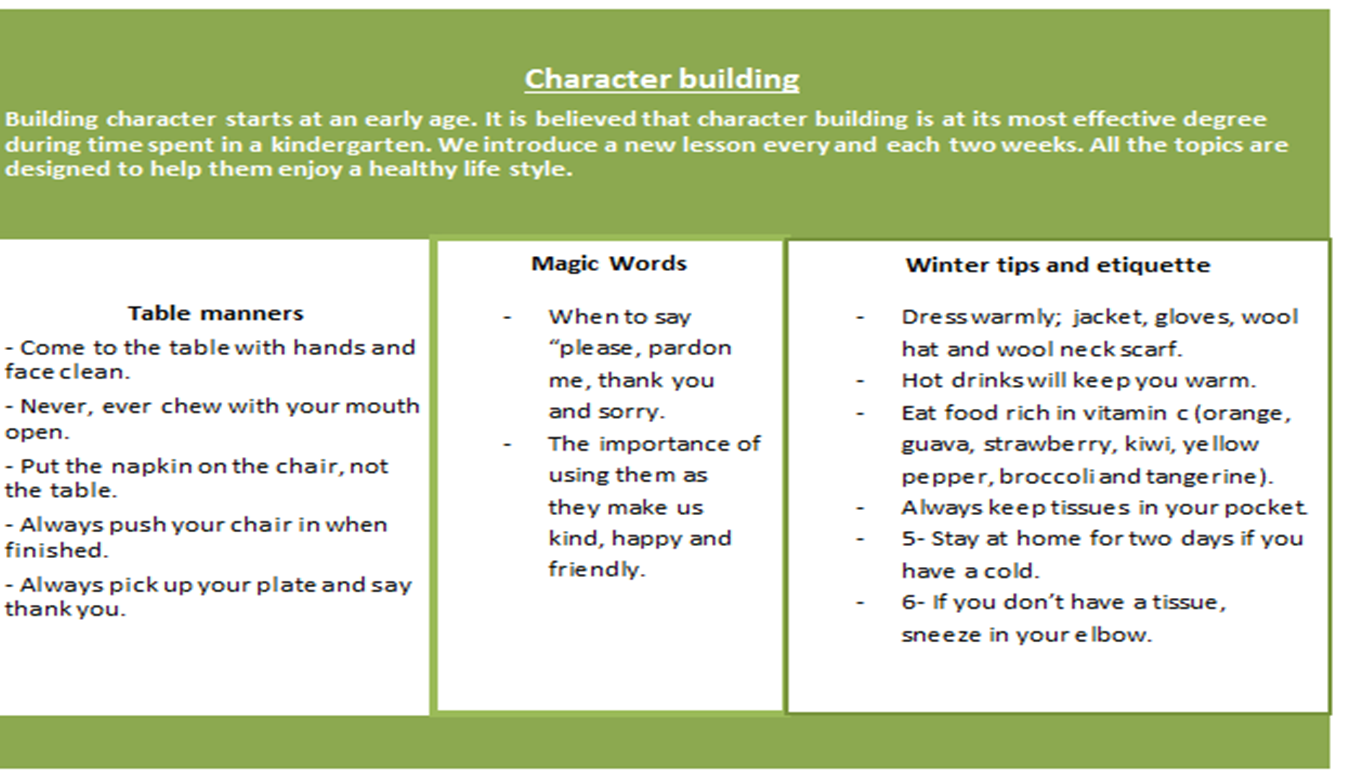 Character building
Building character starts at an early age. It is believed that character building is at its most effective degree
during time spent in a kindergarten. We introduce a new lesson every and each two weeks. All the topics are
designed to help them enjoy a healthy life style.
Table manners
- Come to the table with hands and
face clean.
- Never, ever chew with your mouth
open.
- Put the napkin on the chair, not
the table.
- Always push your chair in when
finished.
- Always pick up your plate and say
thank you.
Magic Words
- When to say
“please, pardon
me, thank you
and sorry.
- The importance of
using them as
they make us
kind, happy and
friendly.
Winter tips and etiquette
- Dress warmly; jacket, gloves, wool
hat and wool neck scarf.
- Hot drinks will keep you warm.
- Eat food rich in vitamin c (orange,
guava, strawberry, kiwi, yellow
pepper, broccoli and tangerine).
- Always keep tissues in your pocket.
- 5- Stay at home for two days if you
have a cold.
- 6- If you don’t have a tissue,
sneeze in your elbow.